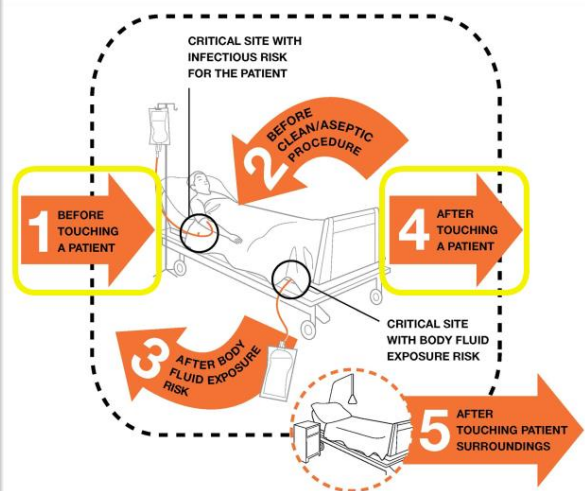 CRITICAL SITE WITH
INFECTIOUS RISK
FOR THE PATIENT
1
BEFORE
TOUCHING
A PATIENT
2
BEFORE
CLEAN/ASEPTIC
PROCEDURE
3
AFTER BODY
FLUID EXPOSURE
RISK
4
AFTER
TOUCHING
A PATIENT
CRITICAL SITE
WITH BODY FLUID
EXPOSURE RISK
5
AFTER
TOUCHING PATIENT
SURROUNDINGS